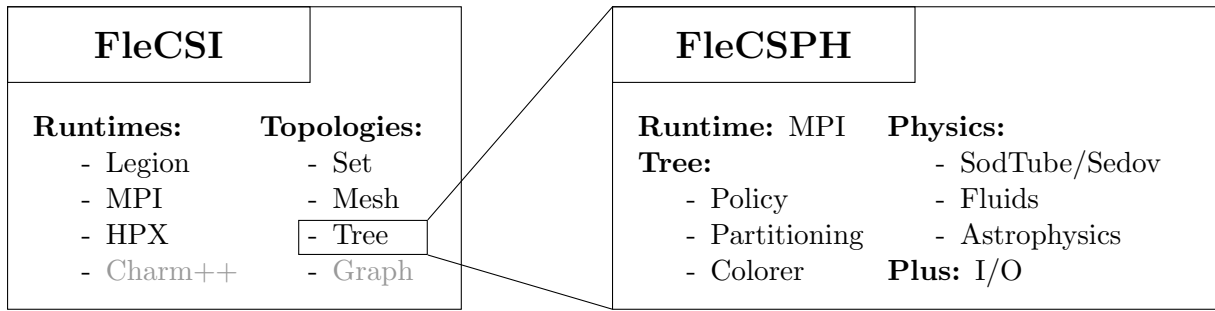 FleCSI
Runtimes:
- Legion
- MPI
- HPX
- Charm++
Topologies:
- Set
- Mesh
- Tree
- Graph
FleCSPH
Runtime: MPI
Tree:
- Policy
- Partitioning
- Colorer
Physics:
- SodTube/Sedov
- Fluids
- Astrophysics
Plus: I/O